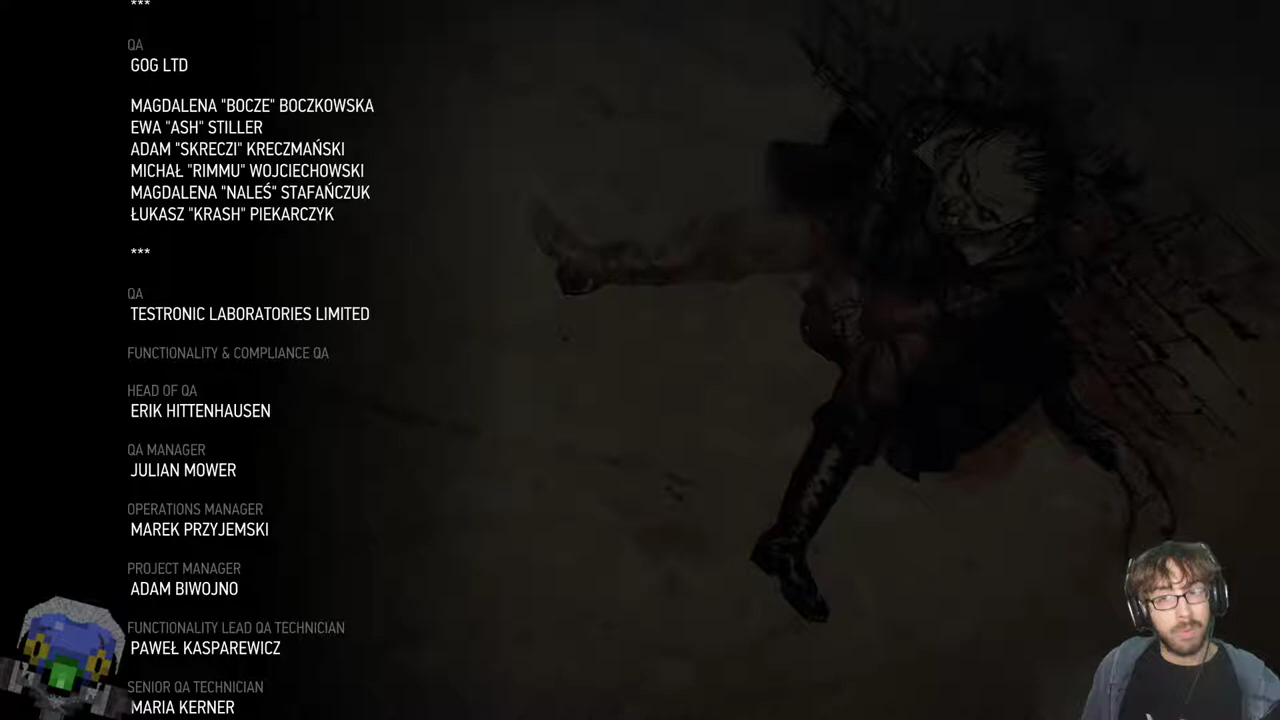 ***
QA
GOG LTD
MAGDALENA "BOCZE" BOCZKOWSKA
EWA "ASH" STILLER
ADAM "SKRECZI" KRECZMAŃSKI
MICHAŁ "RIMMU" WOJCIECHOWSKI
MAGDALENA "NALEŚ" STAFAŃCZUK
ŁUKASZ "KRASH" PIEKARCZYK
***
QA
TESTRONIC LABORATORIES LIMITED
FUNCTIONALITY & COMPLIANCE QA
HEAD OF QA
ERIK HITTENHAUSEN
QA MANAGER
JULIAN MOWER
OPERATIONS MANAGER
MAREK PRZYJEMSKI
PROJECT MANAGER
ADAM BIWOJNO
FUNCTIONALITY LEAD QA TECHNICIAN
PAWEŁ KASPAREWICZ
SENIOR QA TECHNICIAN
MARIA KERNER